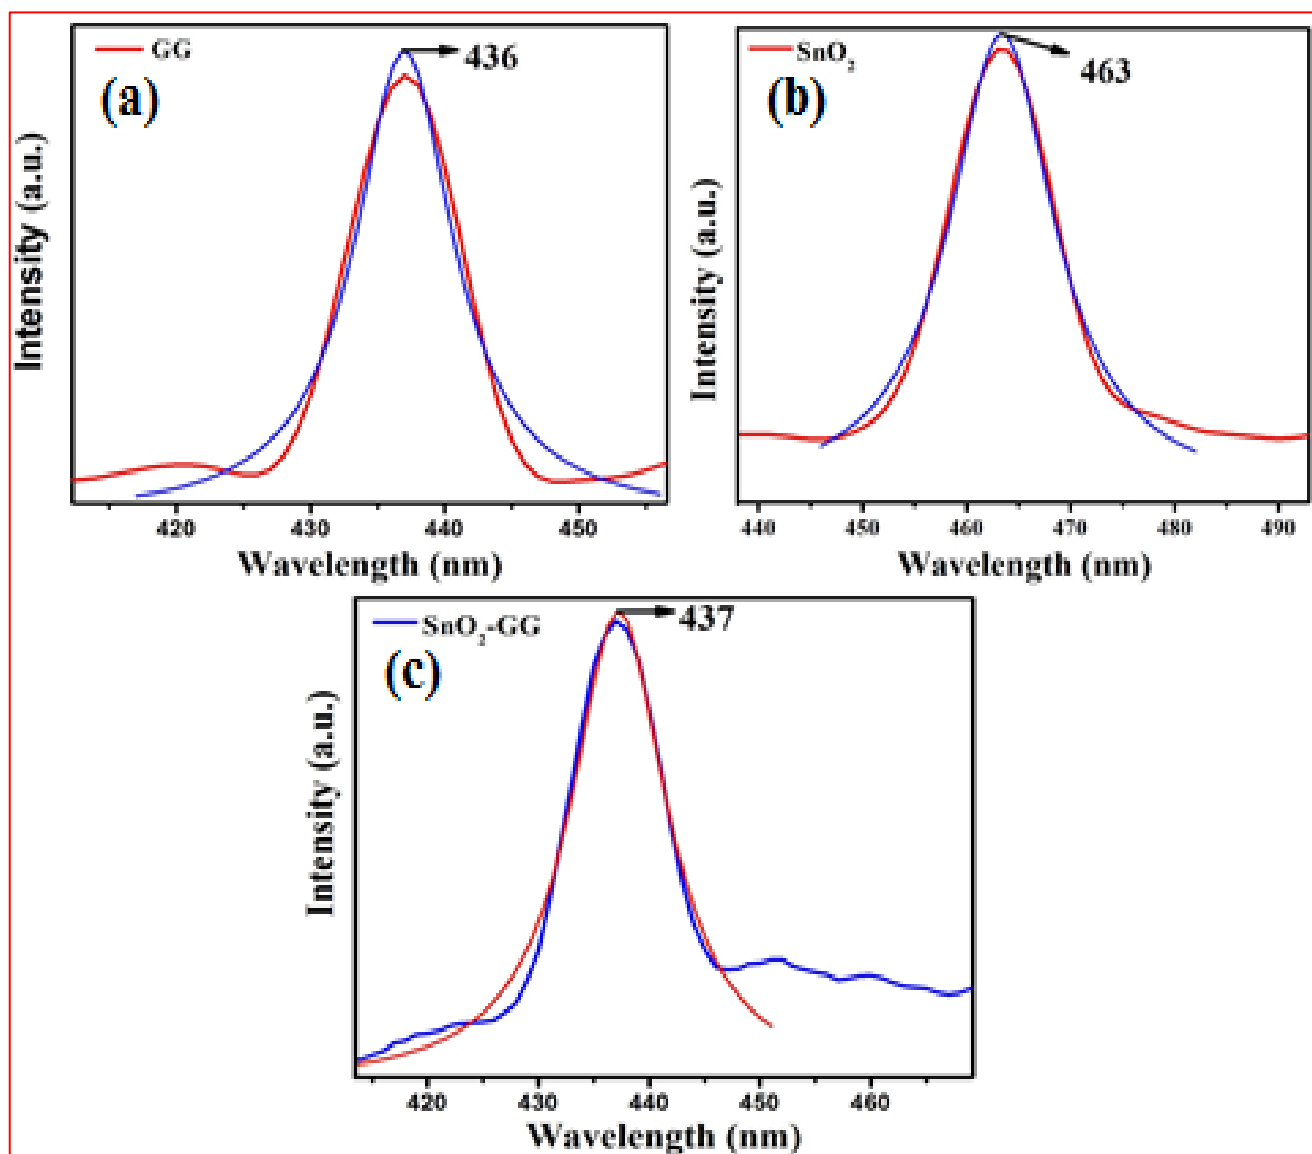 GG
436
(a)
Intensity (a.u.)
420 430 440 450
Wavelength (nm)
SnO₂
463
(b)
Intensity (a.u.)
440 450 460 470 480 490
Wavelength (nm)
SnO₂-GG
437
(c)
Intensity (a.u.)
420 430 440 450 460
Wavelength (nm)